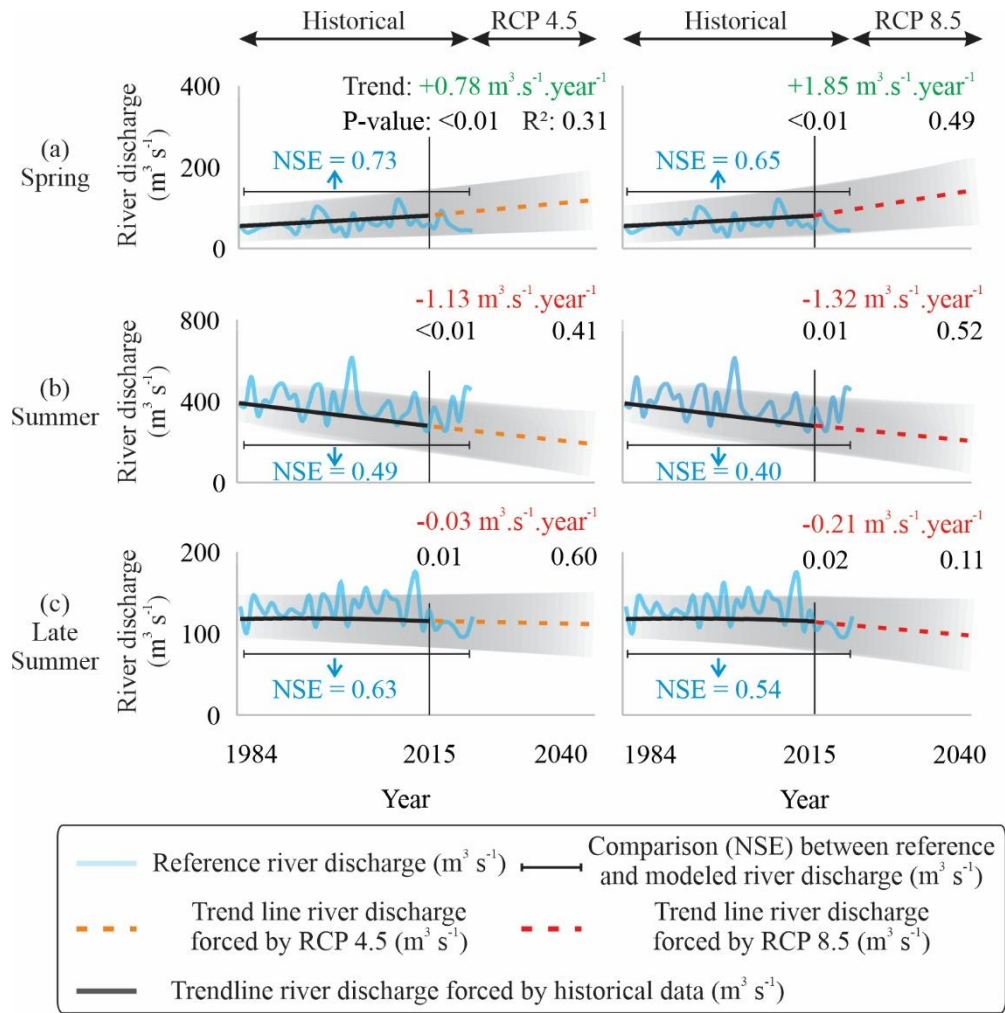 Historical RCP 4.5 Historical RCP 8.5
400 Trend: +0.78 m³.s⁻¹.year⁻¹ +1.85 m³.s⁻¹.year⁻¹
P-value: <0.01 R²: 0.31 <0.01 0.49
(a)
Spring
River discharge
(m³ s⁻¹)
NSE = 0.73 NSE = 0.65
200
0
-1.13 m³.s⁻¹.year⁻¹ -1.32 m³.s⁻¹.year⁻¹
800 <0.01 0.41 0.01 0.52
(b)
Summer
River discharge
(m³ s⁻¹)
400
NSE = 0.49 NSE = 0.40
0
-0.03 m³.s⁻¹.year⁻¹ -0.21 m³.s⁻¹.year⁻¹
200 0.01 0.60 0.02 0.11
(c)
Late
Summer
River discharge
(m³ s⁻¹)
100
NSE = 0.63 NSE = 0.54
0
1984 2015 2040 1984 2015 2040
Year Year
Reference river discharge (m³ s⁻¹)
Comparison (NSE) between reference
and modeled river discharge (m³ s⁻¹)
Trend line river discharge
forced by RCP 4.5 (m³ s⁻¹)
Trend line river discharge
forced by RCP 8.5 (m³ s⁻¹)
Trendline river discharge forced by historical data (m³ s⁻¹)